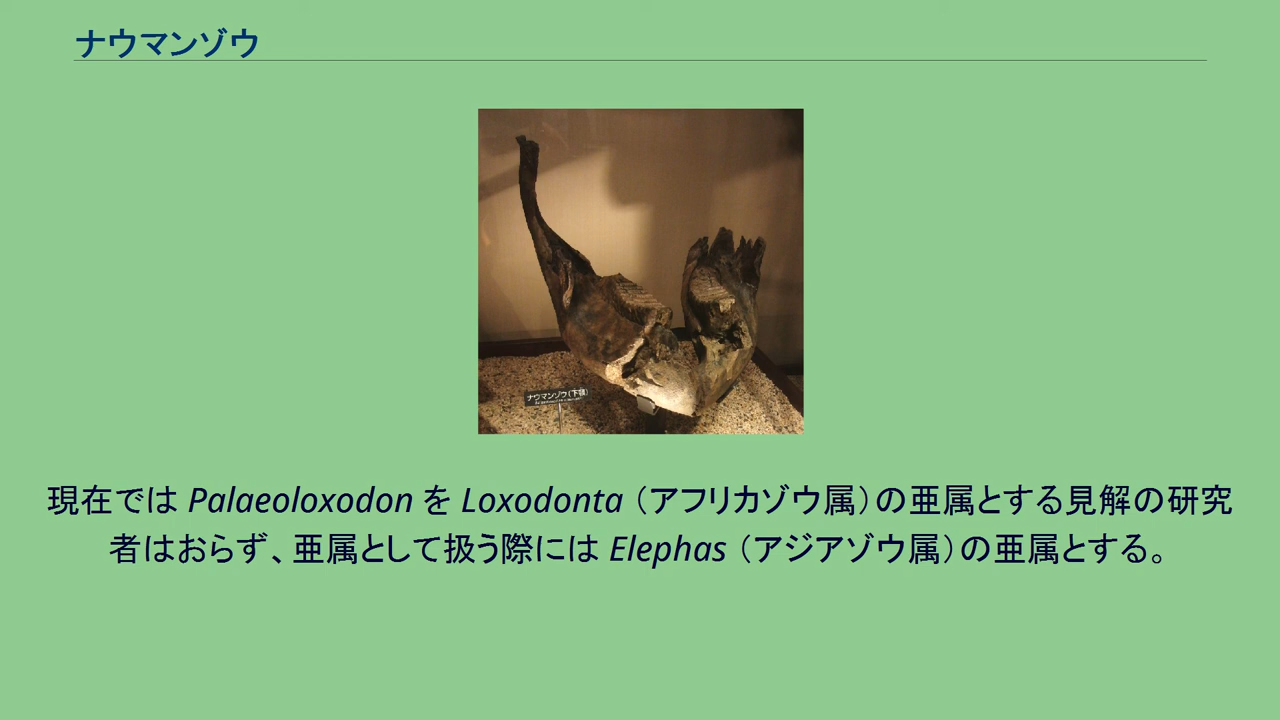 ナウマンゾウ
ナウマンゾウ(下顎)
現在では Palaeoloxodon を Loxodonta (アフリカゾウ属)の亜属とする見解の研究
者はおらず、亜属として扱う際には Elephas (アジアゾウ属)の亜属とする。